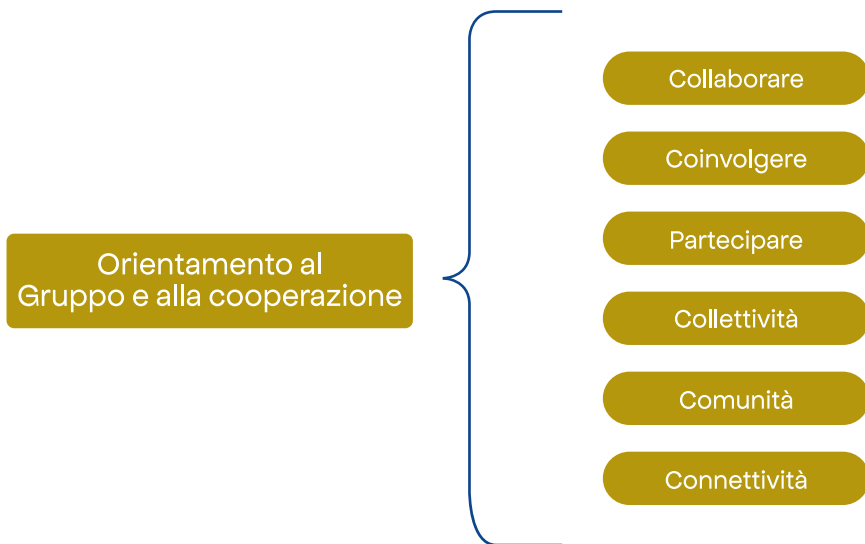 Orientamento al
Gruppo e alla cooperazione
Collaborare
Coinvolgere
Partecipare
Collettività
Comunità
Connettività